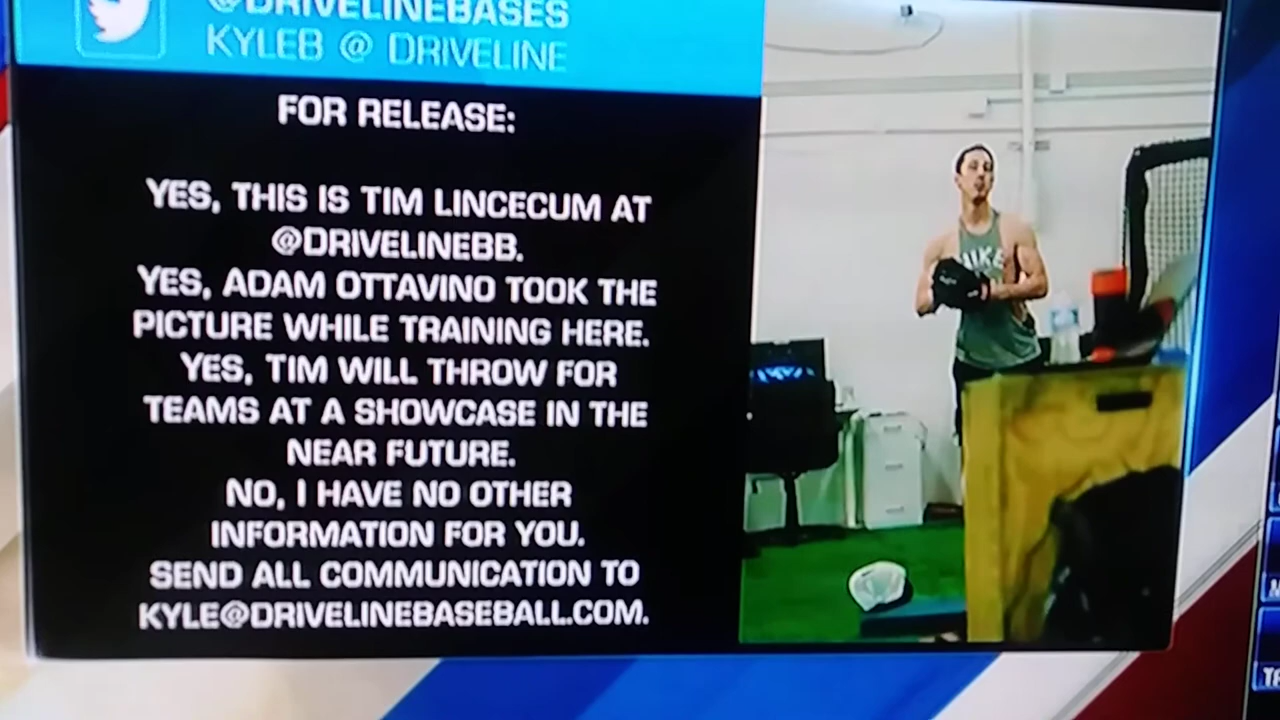 @DRIVELINEBASES
KYLEB @ DRIVELINE
FOR RELEASE:
YES, THIS IS TIM LINCECUM AT
@DRIVELINEBB.
YES, ADAM OTTAVINO TOOK THE
PICTURE WHILE TRAINING HERE.
YES, TIM WILL THROW FOR
TEAMS AT A SHOWCASE IN THE
NEAR FUTURE.
NO, I HAVE NO OTHER
INFORMATION FOR YOU.
SEND ALL COMMUNICATION TO
KYLE@DRIVELINEBASEBALL.COM.
NIKE